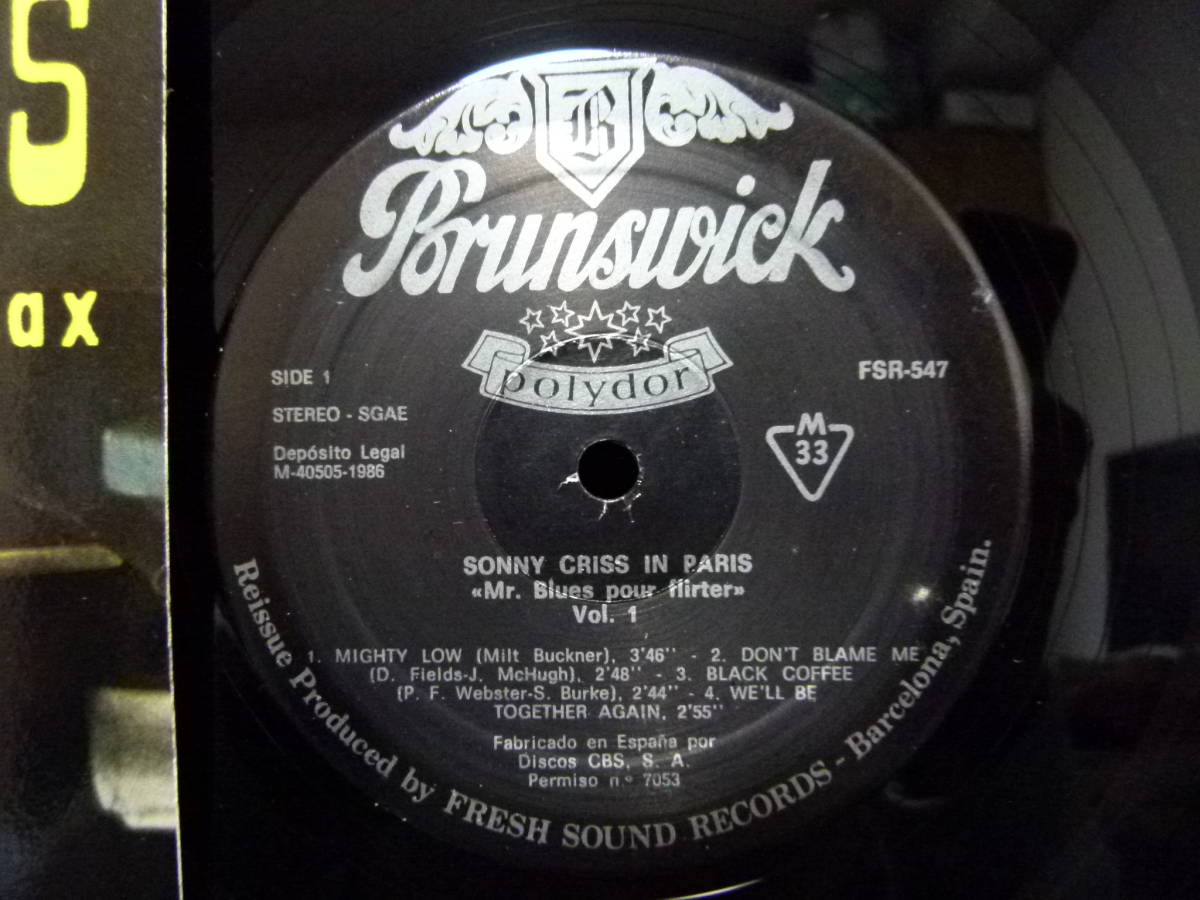 S
ax
B
Brunswick
polydor
SIDE 1
FSR-547
STEREO - SGAE
M
33
Depósito Legal
M-40505-1986
SONNY CRISS IN PARIS
«Mr. Blues pour flirter»
Vol. 1
1. MIGHTY LOW (Milt Buckner), 3'46'' - 2. DON'T BLAME ME
(D. Fields-J. McHugh), 2'48'' - 3. BLACK COFFEE
(P. F. Webster-S. Burke), 2'44'' - 4. WE'LL BE
TOGETHER AGAIN, 2'55''
Fabricado en España por
Discos CBS, S. A.
Permiso n.º 7053
Reissue Produced by FRESH SOUND RECORDS - Barcelona, Spain.